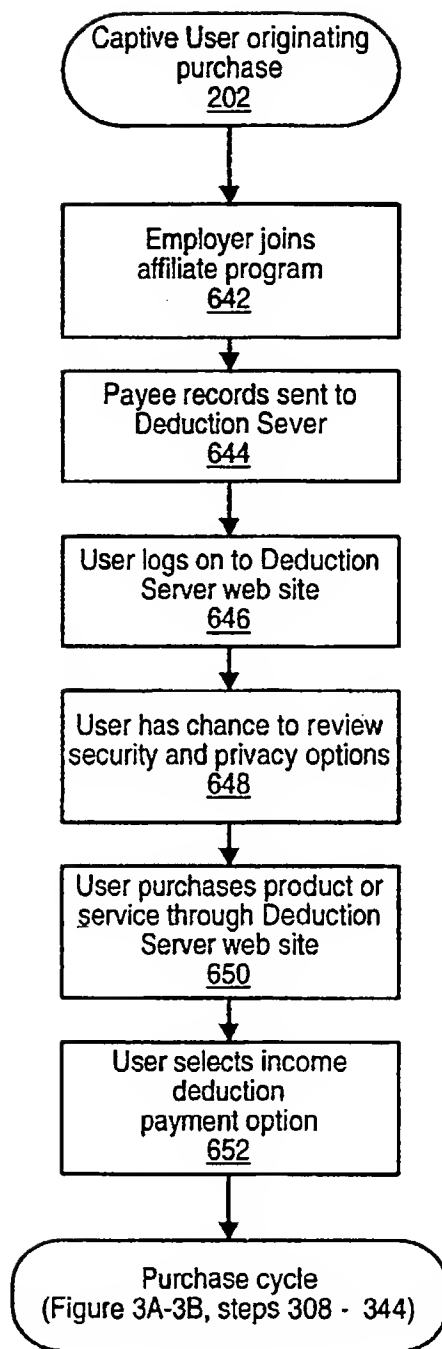 Captive User originating
purchase
202
Employer joins
affiliate program
642
Payee records sent to
Deduction Sever
644
User logs on to Deduction
Server web site
646
User has chance to review
security and privacy options
648
User purchases product or
service through Deduction
Server web site
650
User selects income
deduction
payment option
652
Purchase cycle
(Figure 3A-3B, steps 308 - 344)